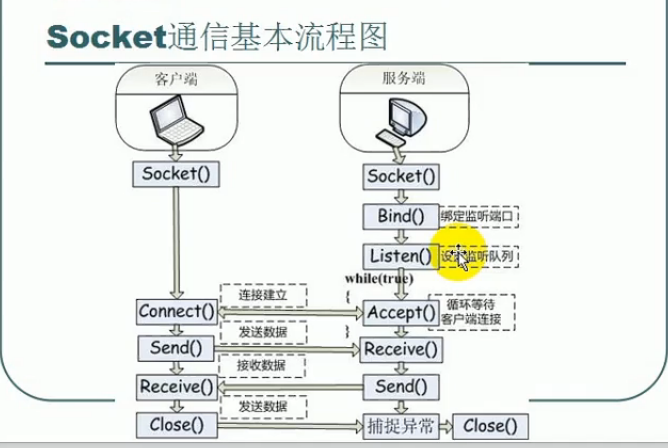 Socket通信基本流程图
客户端
服务端
Socket()
Socket()
Bind()
绑定监听端口
Listen()
监听队列
while(true)
{
连接建立
Connect()
Accept()
循环等待
客户端连接
发送数据
}
Send()
Receive()
接收数据
Receive()
Send()
发送数据
Close()
捕捉异常
Close()